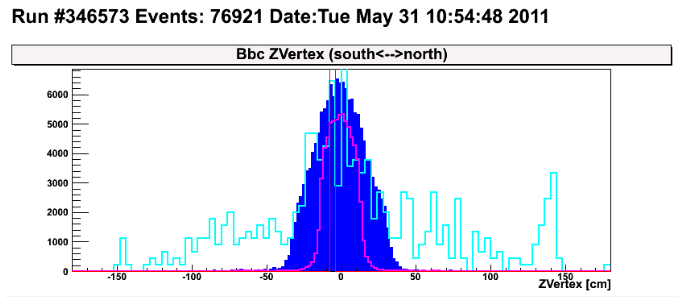 Run #346573 Events: 76921 Date:Tue May 31 10:54:48 2011
Bbc ZVertex (south<-->north)
6000
5000
4000
3000
2000
1000
0
-150 -100 -50 0 50 100 150
ZVertex [cm]